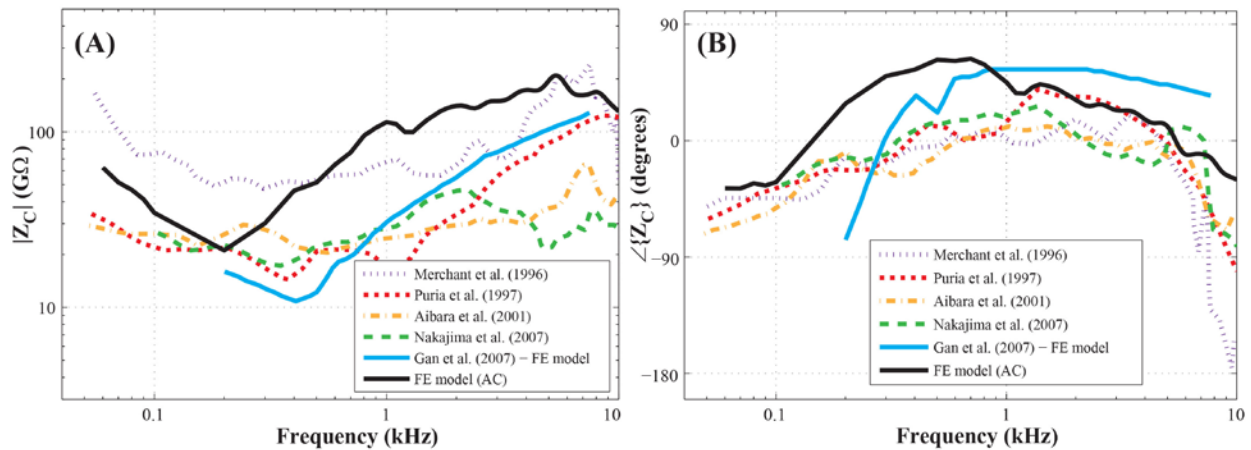 (A)
|Z_C| (GΩ)
100
10
0.1
1
10
Frequency (kHz)
Merchant et al. (1996)
Puria et al. (1997)
Aibara et al. (2001)
Nakajima et al. (2007)
Gan et al. (2007) − FE model
FE model (AC)
(B)
∠{Z_C} (degrees)
90
0
−90
−180
0.1
1
10
Frequency (kHz)
Merchant et al. (1996)
Puria et al. (1997)
Aibara et al. (2001)
Nakajima et al. (2007)
Gan et al. (2007) − FE model
FE model (AC)